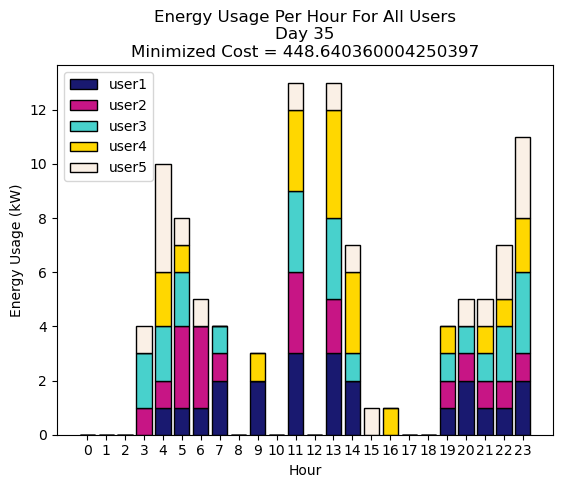 Energy Usage Per Hour For All Users
Day 35
Minimized Cost = 448.640360004250397
user1
user2
user3
user4
user5
Energy Usage (kW)
12
10
8
6
4
2
0
0 1 2 3 4 5 6 7 8 9 10 11 12 13 14 15 16 17 18 19 20 21 22 23
Hour